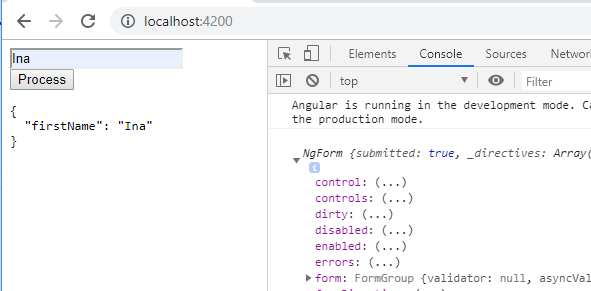 localhost:4200
Ina
Process
{
"firstName": "Ina"
}
Elements Console Sources Network
top Filter
Angular is running in the development mode. Ca
the production mode.
NgForm {submitted: true, _directives: Array(
i
control: (...)
controls: (...)
dirty: (...)
disabled: (...)
enabled: (...)
errors: (...)
form: FormGroup {validator: null, asyncVal